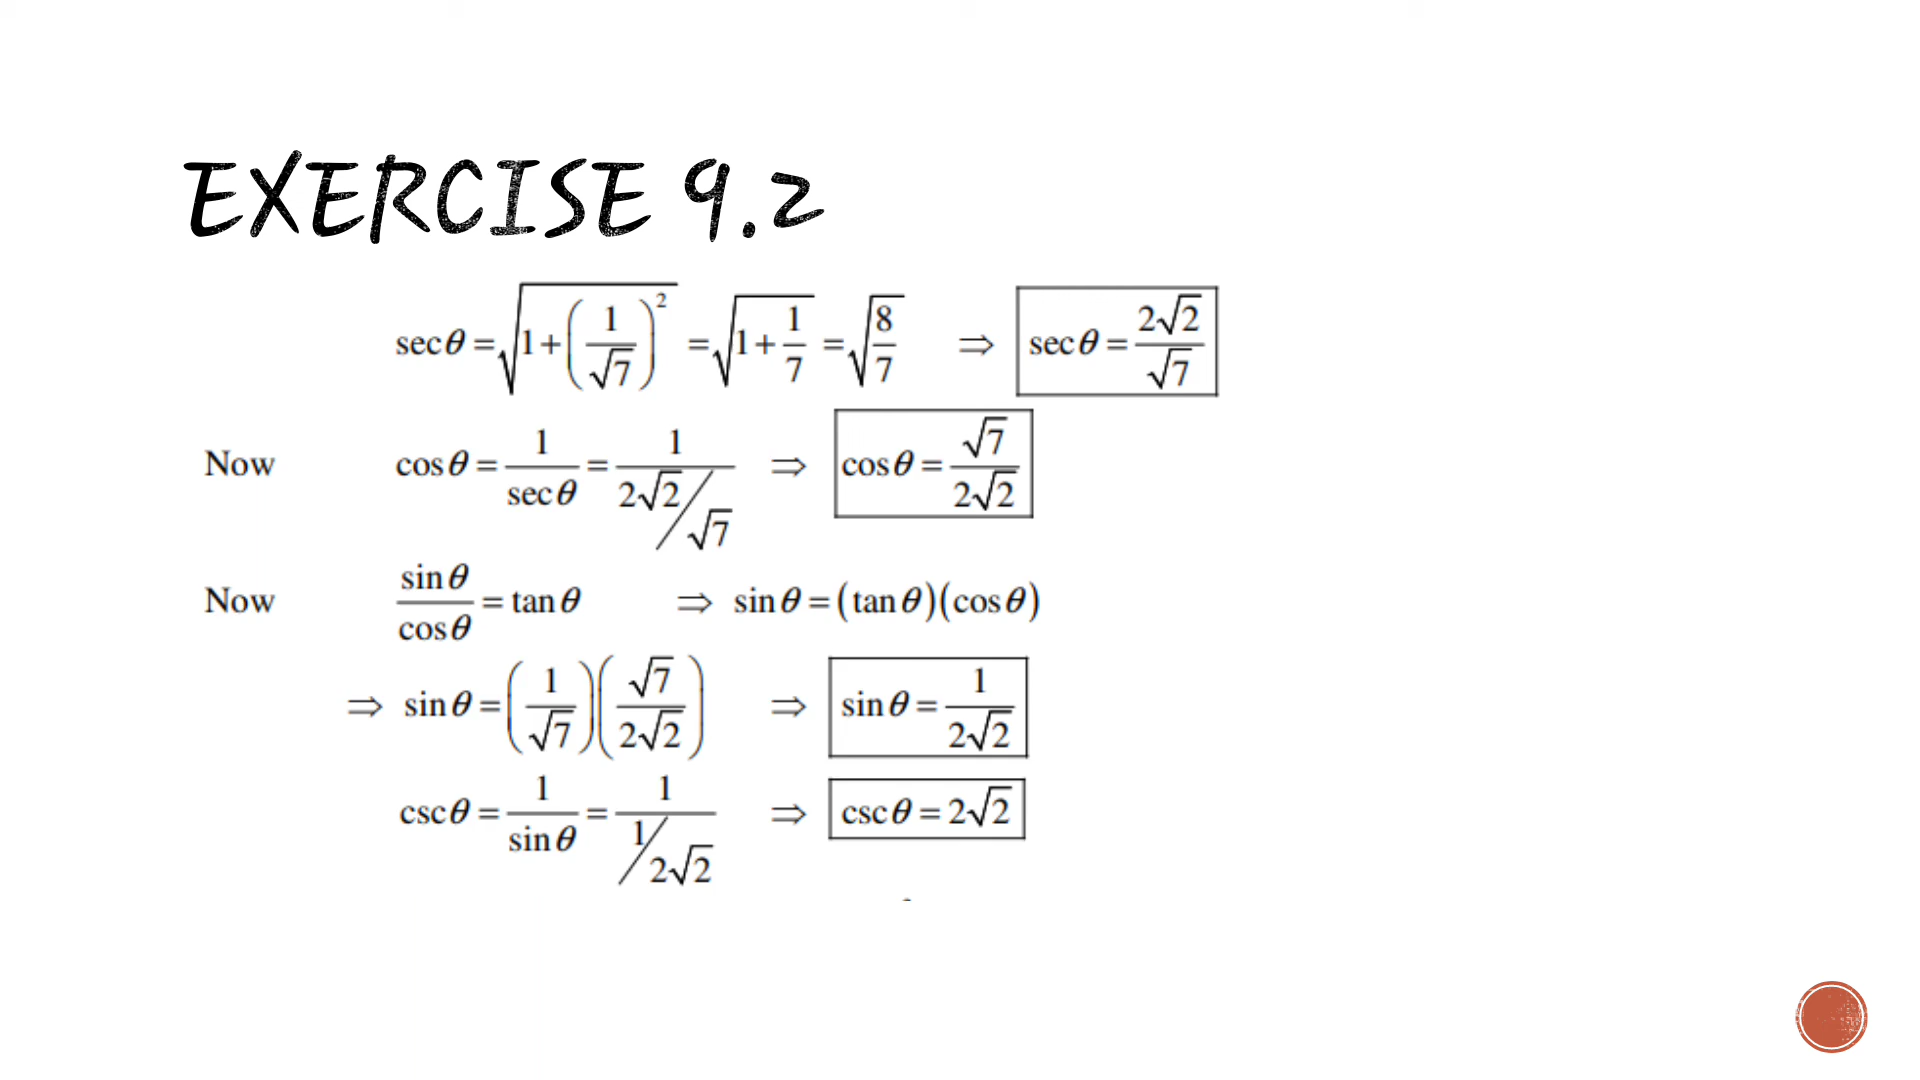 EXERCISE 9.2
secθ = √(1+(1/√7)²) = √(1+1/7) = √(8/7) ⇒ secθ = 2√2/√7
Now cosθ = 1/secθ = 1/(2√2/√7) ⇒ cosθ = √7/2√2
Now sinθ/cosθ = tanθ ⇒ sinθ = (tanθ)(cosθ)
⇒ sinθ = (1/√7)(√7/2√2) ⇒ sinθ = 1/2√2
cscθ = 1/sinθ = 1/(1/2√2) ⇒ cscθ = 2√2